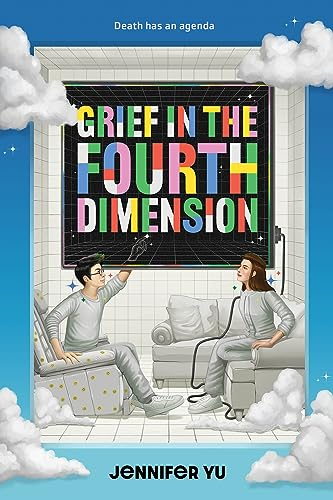 Death has an agenda
GRIEF IN THE
FOURTH
DIMENSION
JENNIFER YU